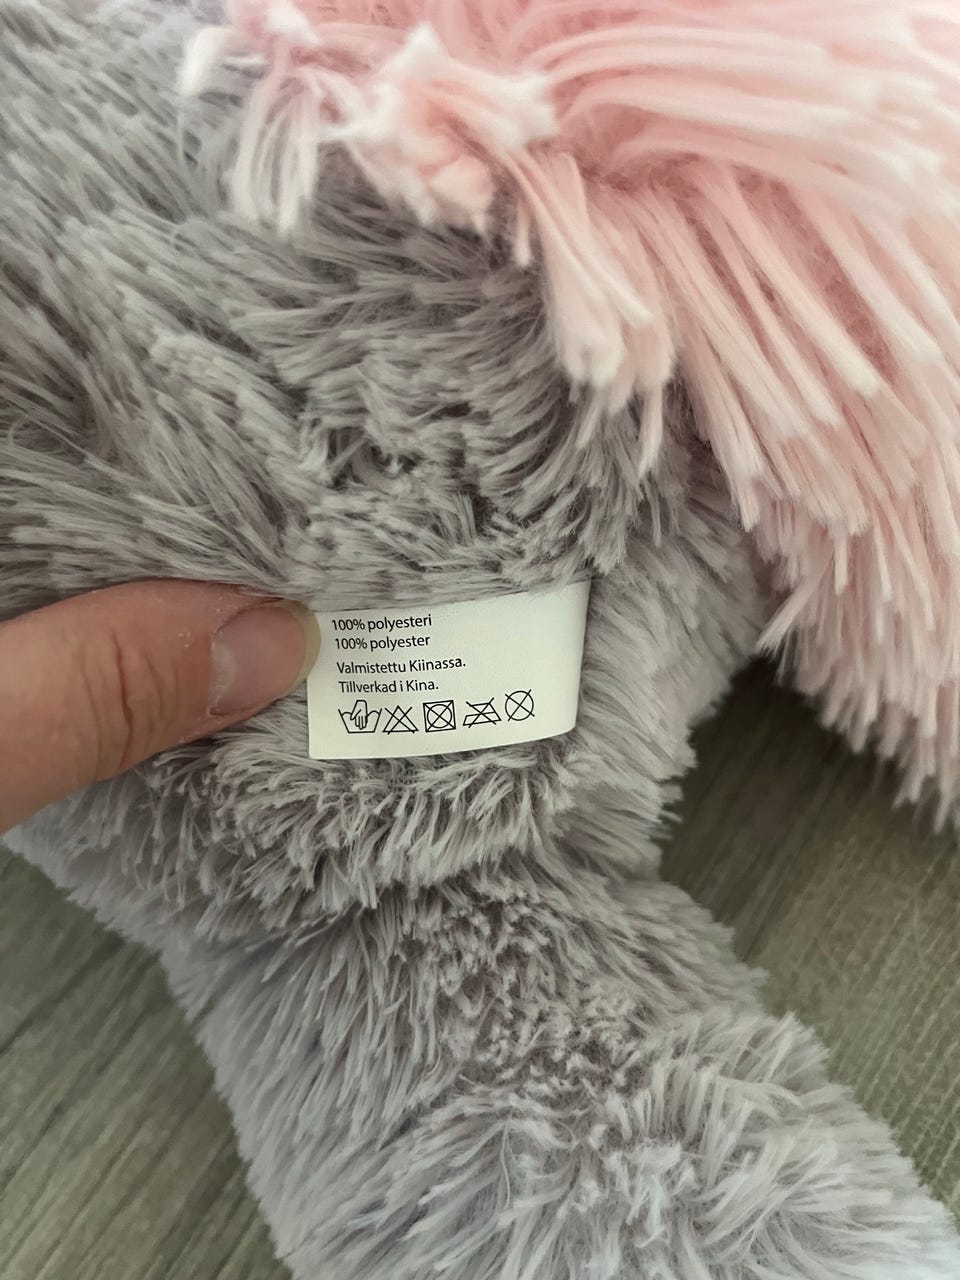 100% polyesteri
100% polyester
Valmistettu Kiinassa.
Tillverkad i Kina.